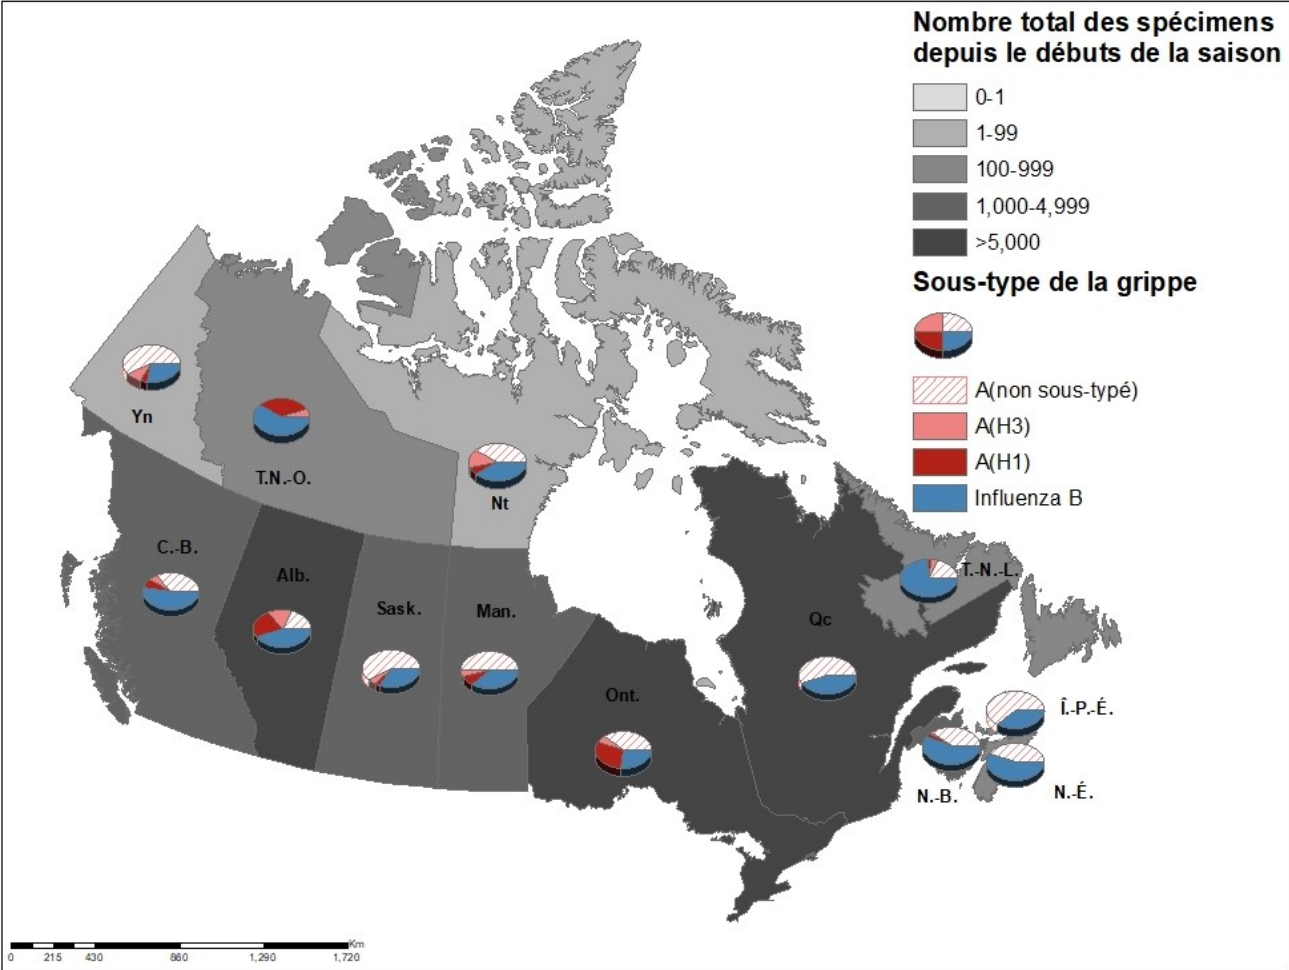 Nombre total des spécimens
depuis le débuts de la saison
0-1
1-99
100-999
1,000-4,999
>5,000
Sous-type de la grippe
A(non sous-typé)
A(H3)
A(H1)
Influenza B
Yn
T.N.-O.
Nt
C.-B.
Alb.
Sask.
Man.
Ont.
Qc
T.-N.-L.
Î.-P.-É.
N.-B.
N.-É.
Km
0 215 430 860 1,290 1,720